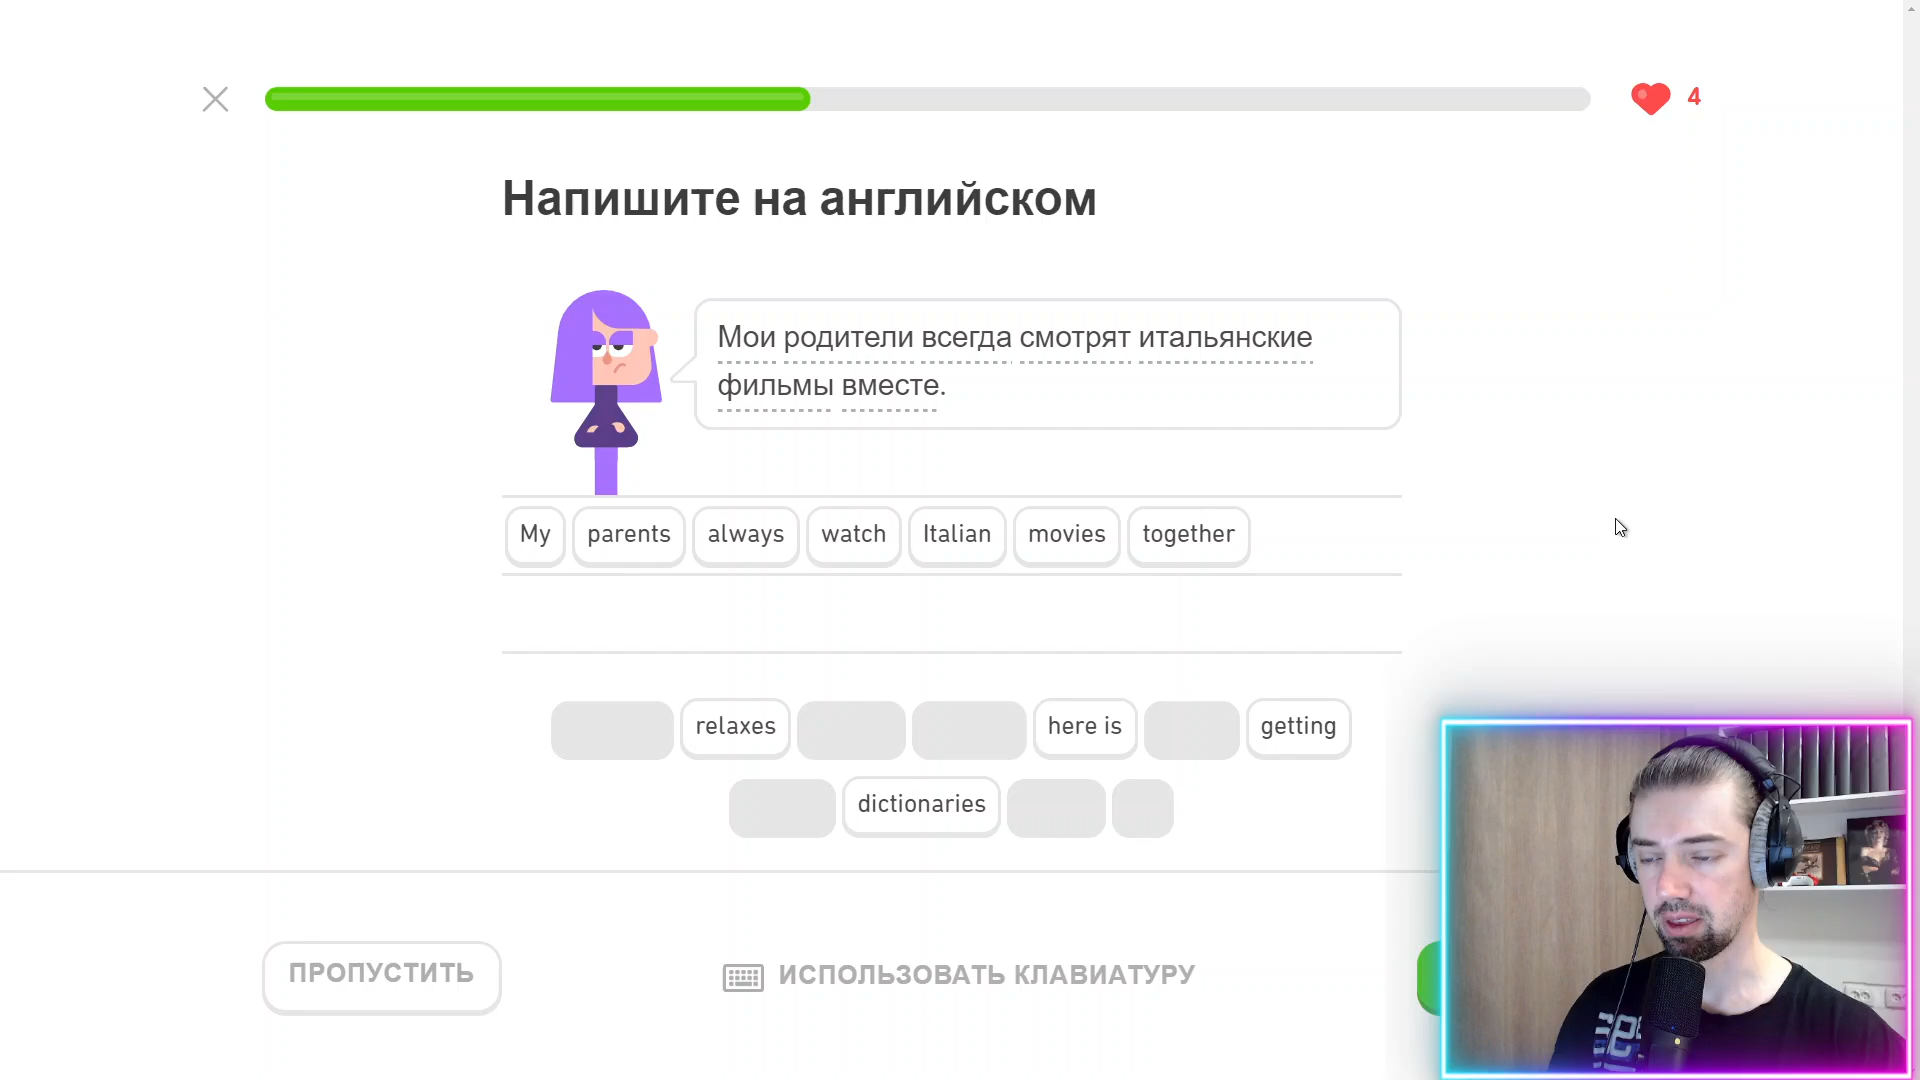 4
Напишите на английском
Мои родители всегда смотрят итальянские
фильмы вместе.
My parents always watch Italian movies together
relaxes here is getting
dictionaries
ПРОПУСТИТЬ ИСПОЛЬЗОВАТЬ КЛАВИАТУРУ